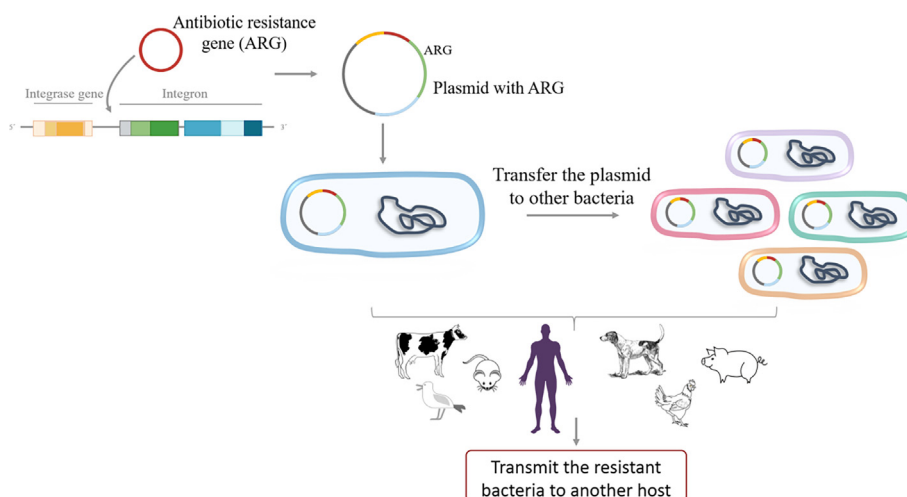 Antibiotic resistance
gene (ARG)
ARG
Plasmid with ARG
Integrase gene
Integron
5'
3'
Transfer the plasmid
to other bacteria
Transmit the resistant
bacteria to another host